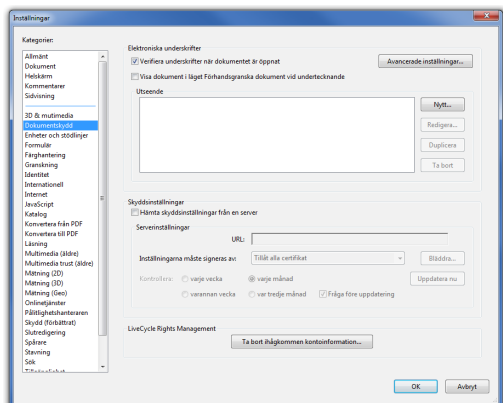 Inställningar
Kategorier:
Allmänt
Dokument
Helskärm
Kommentarer
Sidvisning
3D & mutimedia
Dokumentskydd
Enheter och stödlinjer
Formulär
Färghantering
Granskning
Identitet
Internationell
Internet
JavaScript
Katalog
Konvertera från PDF
Konvertera till PDF
Läsning
Multimedia (äldre)
Multimedia trust (äldre)
Mätning (2D)
Mätning (3D)
Mätning (Geo)
Onlinetjänster
Pålitlighetshanteraren
Skydd (förbättrat)
Slutredigering
Spårare
Stavning
Sök
Elektroniska underskrifter
Verifiera underskrifter när dokumentet är öppnat
Avancerade inställningar...
Visa dokument i läget Förhandsgranska dokument vid undertecknande
Utseende
Nytt...
Redigera...
Duplicera
Ta bort
Skyddsinställningar
Hämta skyddsinställningar från en server
Serverinställningar
URL:
Inställningarna måste signeras av: Tillåt alla certifikat Bläddra...
Kontrollera: varje vecka varje månad Uppdatera nu
varannan vecka var tredje månad Fråga före uppdatering
LiveCycle Rights Management
Ta bort ihågkommen kontoinformation...
OK Avbryt